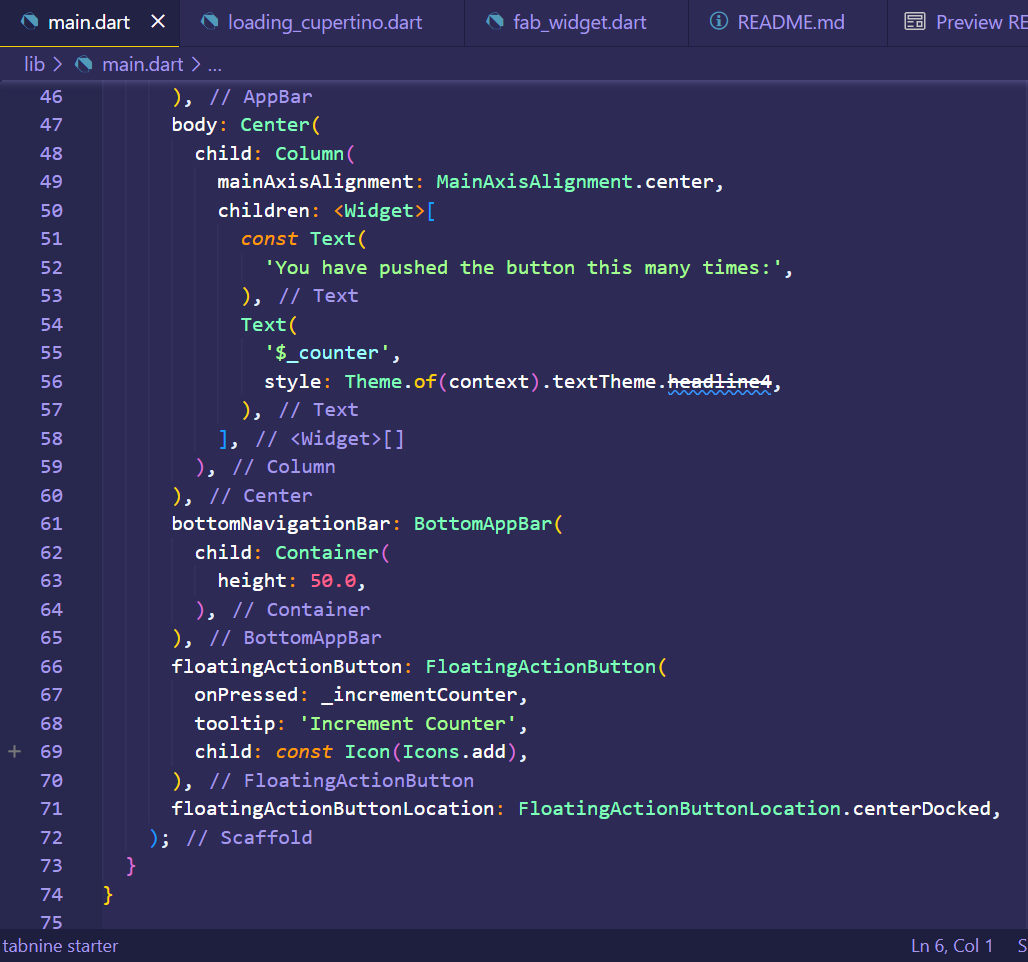 main.dart loading_cupertino.dart fab_widget.dart README.md Preview RE
lib > main.dart > ...
46 ), // AppBar
47 body: Center(
48 child: Column(
49 mainAxisAlignment: MainAxisAlignment.center,
50 children: <Widget>[
51 const Text(
52 'You have pushed the button this many times:',
53 ), // Text
54 Text(
55 '$_counter',
56 style: Theme.of(context).textTheme.headline4,
57 ), // Text
58 ], // <Widget>[]
59 ), // Column
60 ), // Center
61 bottomNavigationBar: BottomAppBar(
62 child: Container(
63 height: 50.0,
64 ), // Container
65 ), // BottomAppBar
66 floatingActionButton: FloatingActionButton(
67 onPressed: _incrementCounter,
68 tooltip: 'Increment Counter',
69 child: const Icon(Icons.add),
70 ), // FloatingActionButton
71 floatingActionButtonLocation: FloatingActionButtonLocation.centerDocked,
72 ); // Scaffold
73 }
74 }
75
tabnine starter Ln 6, Col 1 S